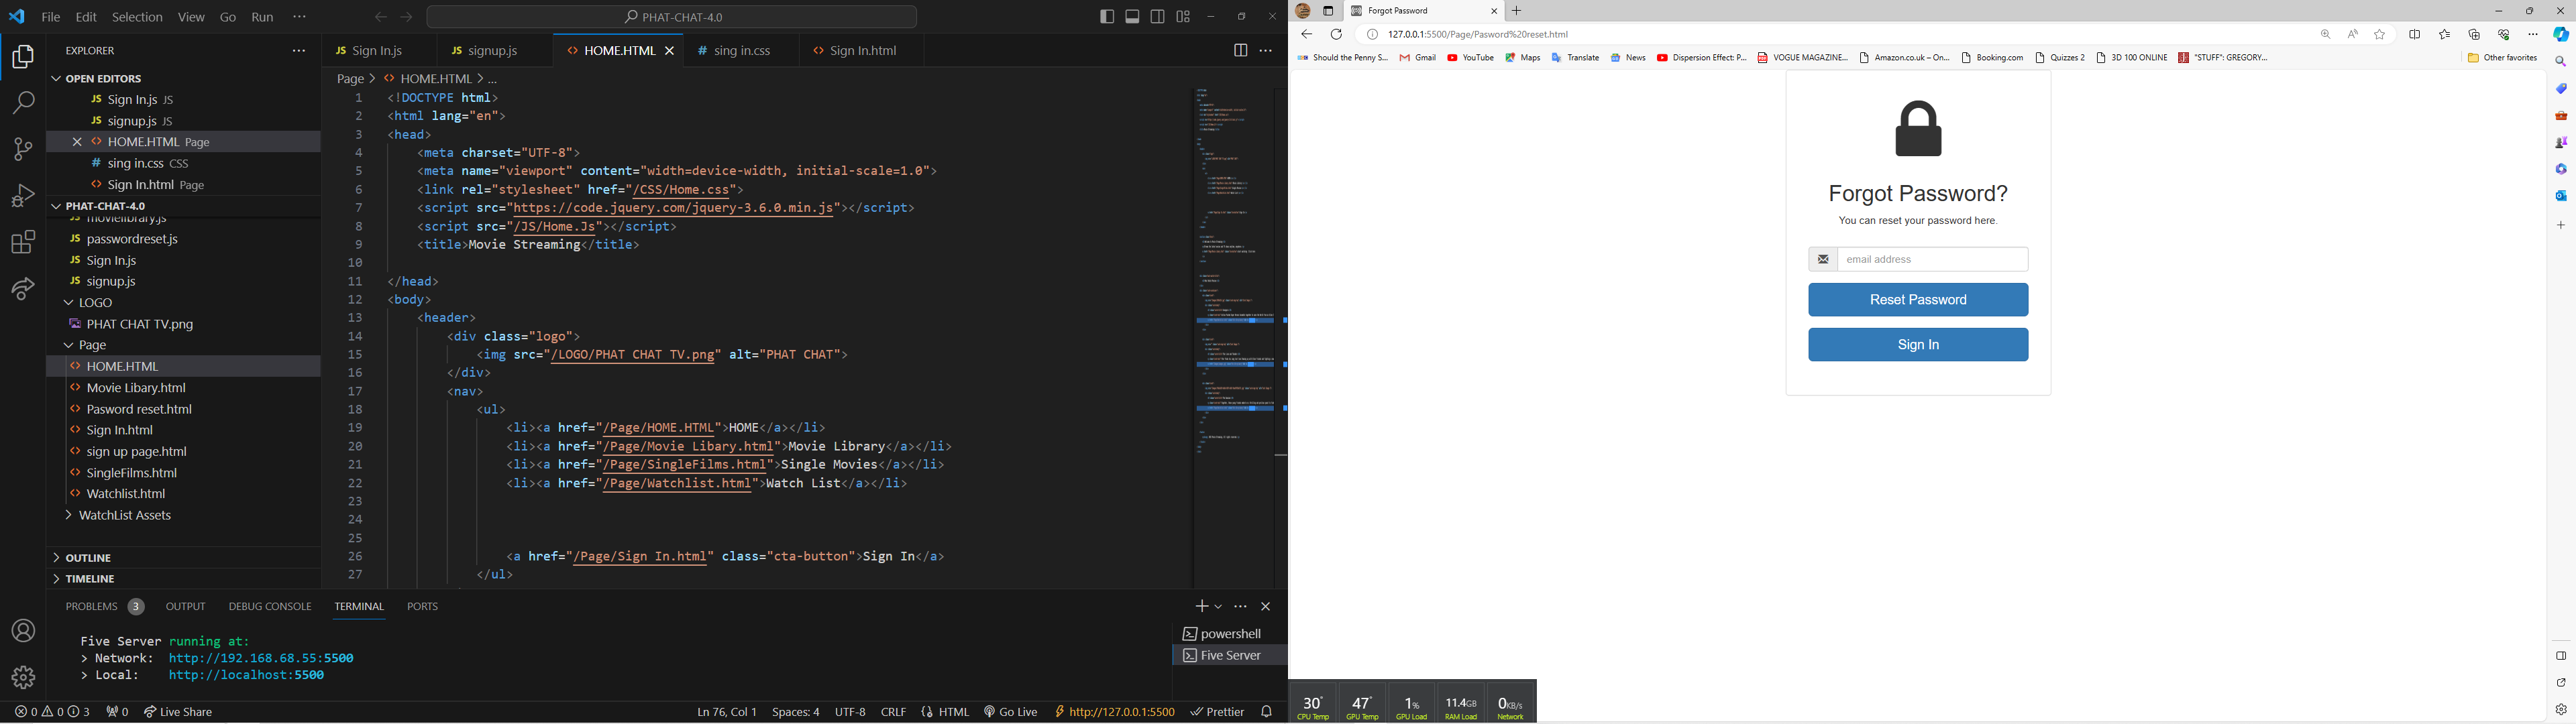 File Edit Selection View Go Run ··· PHAT-CHAT-4.0
EXPLORER
OPEN EDITORS
JS Sign In.js JS
JS signup.js JS
HOME.HTML Page
# sing in.css CSS
Sign In.html Page
PHAT-CHAT-4.0
JS movielibrary.js
JS passwordreset.js
JS Sign In.js
JS signup.js
LOGO
PHAT CHAT TV.png
Page
HOME.HTML
Movie Libary.html
Pasword reset.html
Sign In.html
sign up page.html
SingleFilms.html
Watchlist.html
WatchList Assets
OUTLINE
TIMELINE
JS Sign In.js JS signup.js <> HOME.HTML # sing in.css <> Sign In.html
Page > <> HOME.HTML > ...
1 <!DOCTYPE html>
2 <html lang="en">
3 <head>
4 <meta charset="UTF-8">
5 <meta name="viewport" content="width=device-width, initial-scale=1.0">
6 <link rel="stylesheet" href="/CSS/Home.css">
7 <script src="https://code.jquery.com/jquery-3.6.0.min.js"></script>
8 <script src="/JS/Home.Js"></script>
9 <title>Movie Streaming</title>
10
11 </head>
12 <body>
13 <header>
14 <div class="logo">
15 <img src="/LOGO/PHAT CHAT TV.png" alt="PHAT CHAT">
16 </div>
17 <nav>
18 <ul>
19 <li><a href="/Page/HOME.HTML">HOME</a></li>
20 <li><a href="/Page/Movie Libary.html">Movie Library</a></li>
21 <li><a href="/Page/SingleFilms.html">Single Movies</a></li>
22 <li><a href="/Page/Watchlist.html">Watch List</a></li>
23
24
25
26 <a href="/Page/Sign In.html" class="cta-button">Sign In</a>
27 </ul>
PROBLEMS 3 OUTPUT DEBUG CONSOLE TERMINAL PORTS
Five Server running at:
> Network: http://192.168.68.55:5500
> Local: http://localhost:5500
powershell
Five Server
0 0 3 0 Live Share Ln 76, Col 1 Spaces: 4 UTF-8 CRLF HTML Go Live http://127.0.0.1:5500 Prettier
Forgot Password
127.0.0.1:5500/Page/Pasword%20reset.html
Should the Penny S... Gmail YouTube Maps Translate News Dispersion Effect: P... VOGUE MAGAZINE... Amazon.co.uk – On... Booking.com Quizzes 2 3D 100 ONLINE "STUFF": GREGORY... Other favorites
Forgot Password?
You can reset your password here.
email address
Reset Password
Sign In
30° 47° 1% 11.4GB 0KB/s
CPU Temp GPU Temp GPU Load RAM Load Network